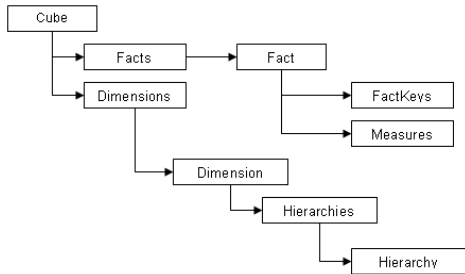 Cube
Facts
Fact
Dimensions
FactKeys
Measures
Dimension
Hierarchies
Hierarchy